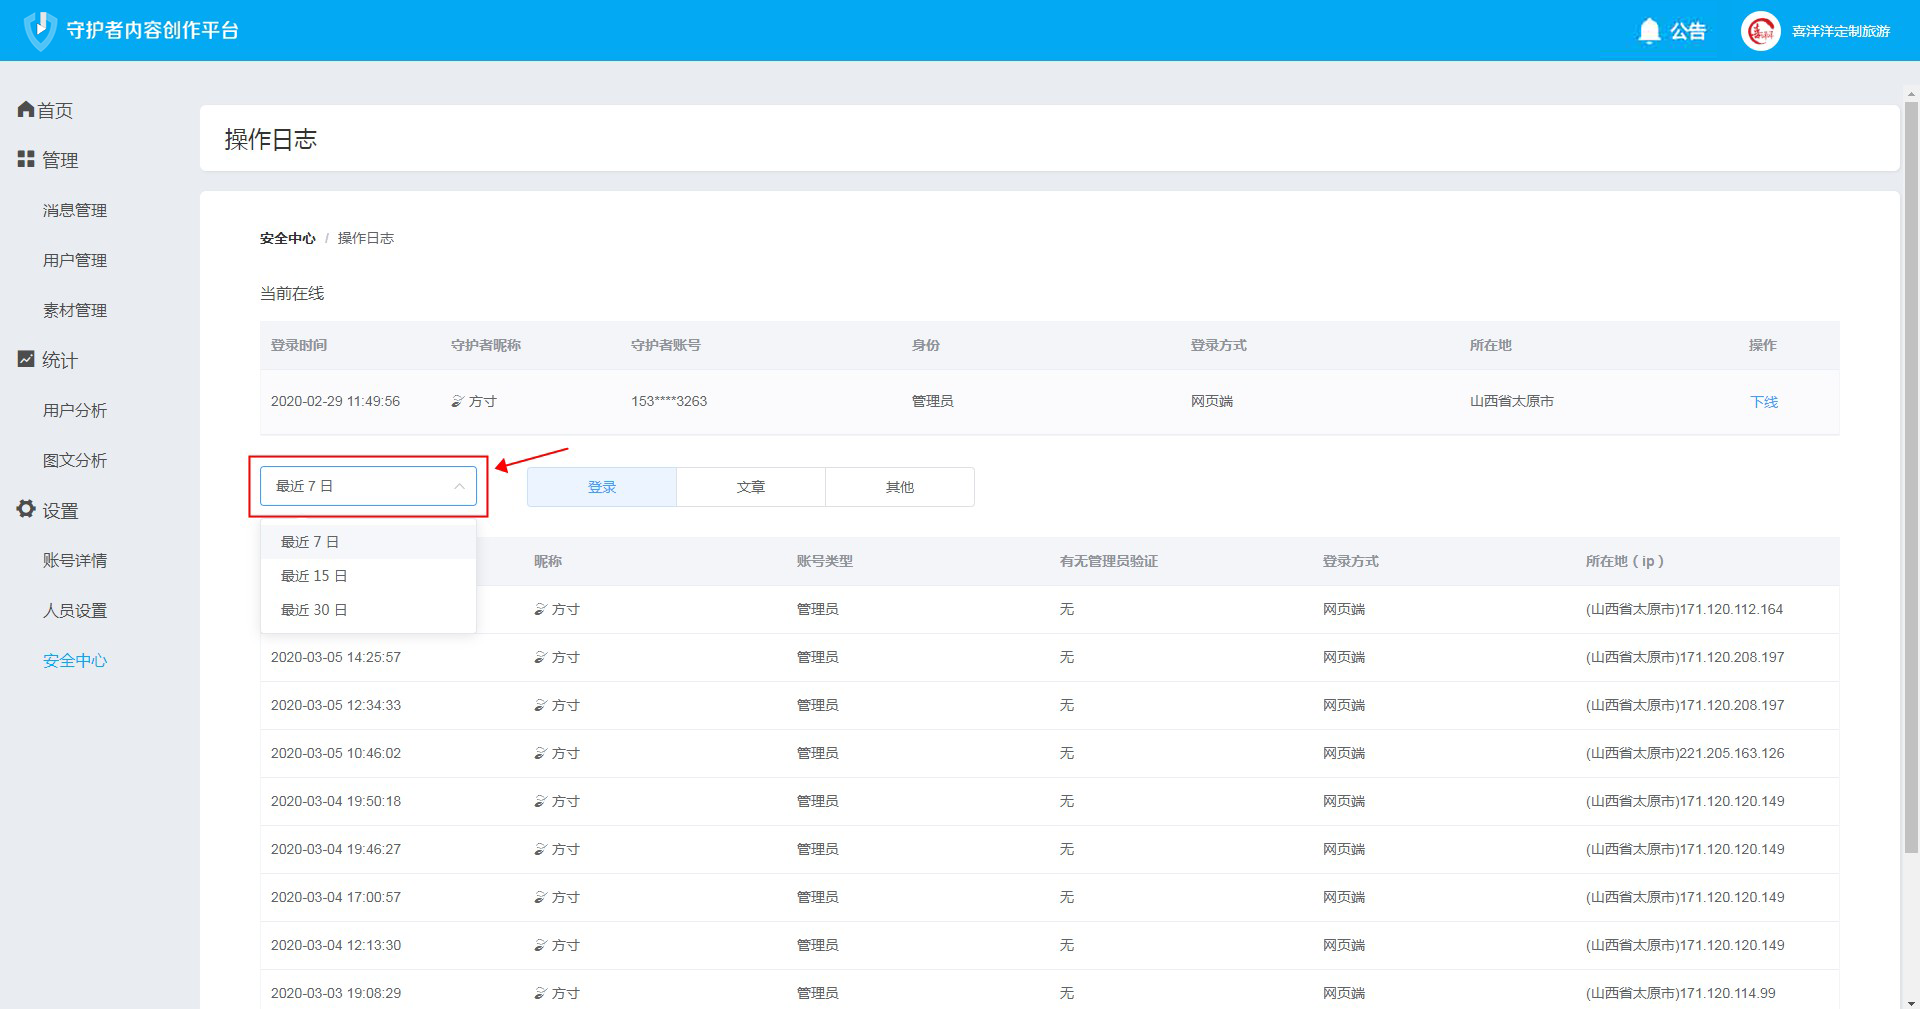 守护者内容创作平台
公告
喜洋洋定制旅游
首页
管理
消息管理
用户管理
素材管理
统计
用户分析
图文分析
设置
账号详情
人员设置
安全中心
操作日志
安全中心 / 操作日志
当前在线
登录时间 守护者昵称 守护者账号 身份 登录方式 所在地 操作
2020-02-29 11:49:56 方寸 153****3263 管理员 网页端 山西省太原市 下线
最近 7 日 登录 文章 其他
最近 7 日
最近 15 日
最近 30 日
昵称 账号类型 有无管理员验证 登录方式 所在地 ( ip )
方寸 管理员 无 网页端 (山西省太原市)171.120.112.164
2020-03-05 14:25:57 方寸 管理员 无 网页端 (山西省太原市)171.120.208.197
2020-03-05 12:34:33 方寸 管理员 无 网页端 (山西省太原市)171.120.208.197
2020-03-05 10:46:02 方寸 管理员 无 网页端 (山西省太原市)221.205.163.126
2020-03-04 19:50:18 方寸 管理员 无 网页端 (山西省太原市)171.120.120.149
2020-03-04 19:46:27 方寸 管理员 无 网页端 (山西省太原市)171.120.120.149
2020-03-04 17:00:57 方寸 管理员 无 网页端 (山西省太原市)171.120.120.149
2020-03-04 12:13:30 方寸 管理员 无 网页端 (山西省太原市)171.120.120.149
2020-03-03 19:08:29 方寸 管理员 无 网页端 (山西省太原市)171.120.114.99